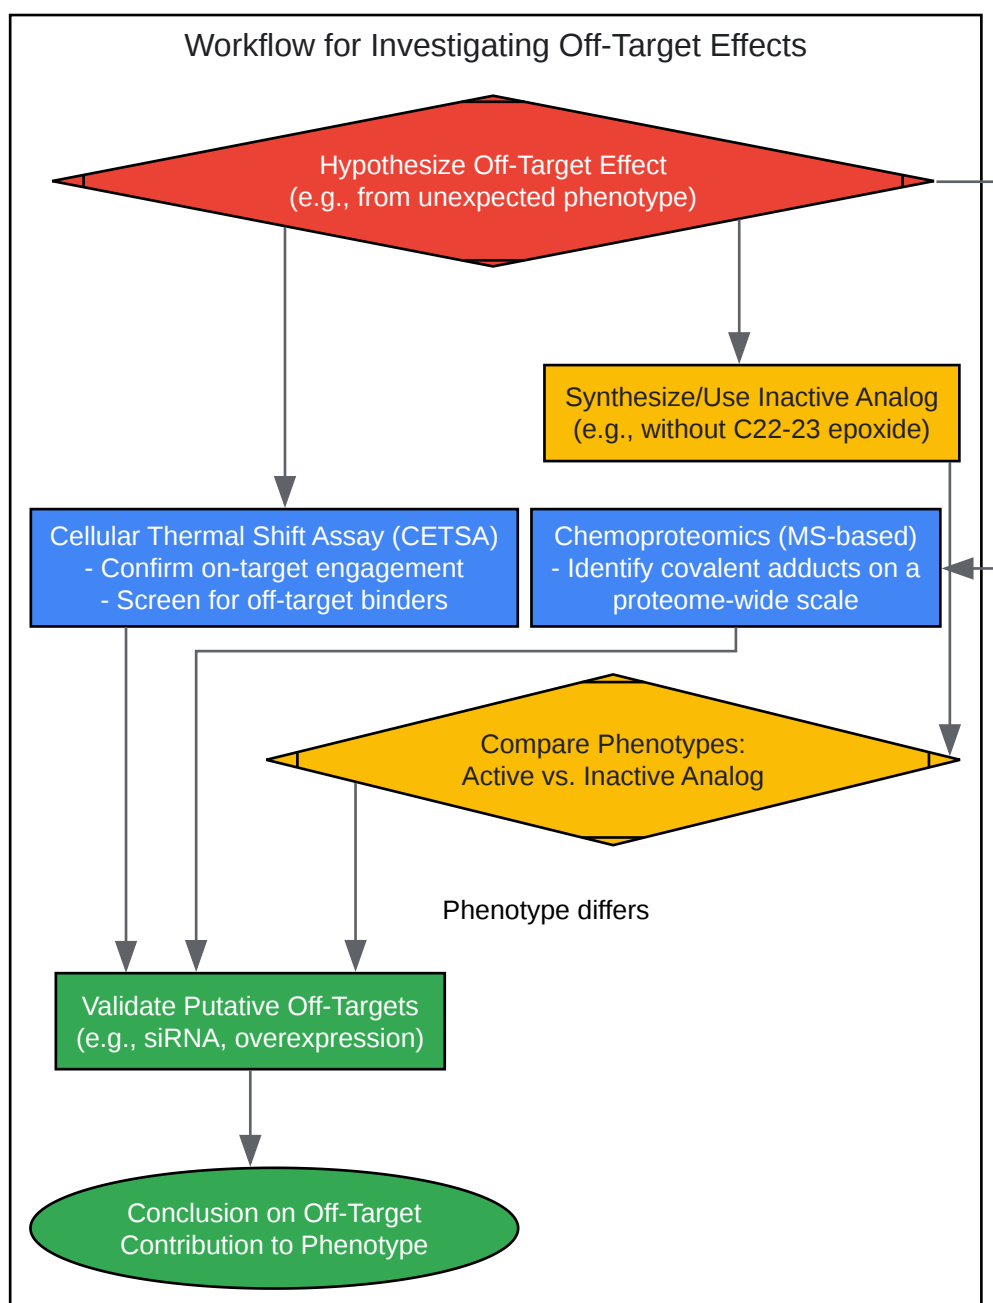 Workflow for Investigating Off-Target Effects
Hypothesize Off-Target Effect
(e.g., from unexpected phenotype)
Synthesize/Use Inactive Analog
(e.g., without C22-23 epoxide)
Cellular Thermal Shift Assay (CETSA)
- Confirm on-target engagement
- Screen for off-target binders
Chemoproteomics (MS-based)
- Identify covalent adducts on a
proteome-wide scale
Compare Phenotypes:
Active vs. Inactive Analog
Phenotype differs
Validate Putative Off-Targets
(e.g., siRNA, overexpression)
Conclusion on Off-Target
Contribution to Phenotype